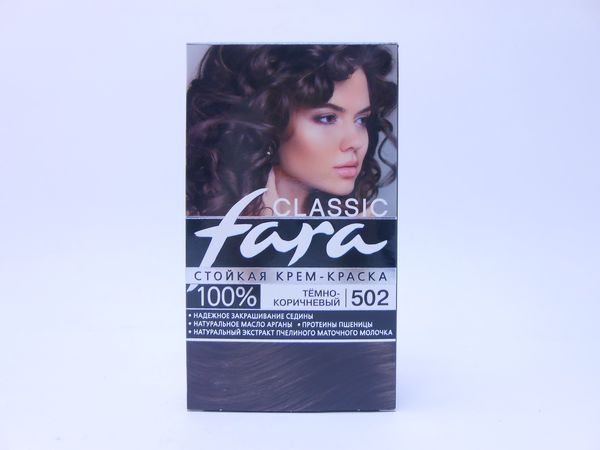 CLASSIC
fara
СТОЙКАЯ КРЕМ-КРАСКА
100% ТЁМНО-
КОРИЧНЕВЫЙ 502
• НАДЕЖНОЕ ЗАКРАШИВАНИЕ СЕДИНЫ
• НАТУРАЛЬНОЕ МАСЛО АРГАНЫ • ПРОТЕИНЫ ПШЕНИЦЫ
• НАТУРАЛЬНЫЙ ЭКСТРАКТ ПЧЕЛИНОГО МАТОЧНОГО МОЛОЧКА